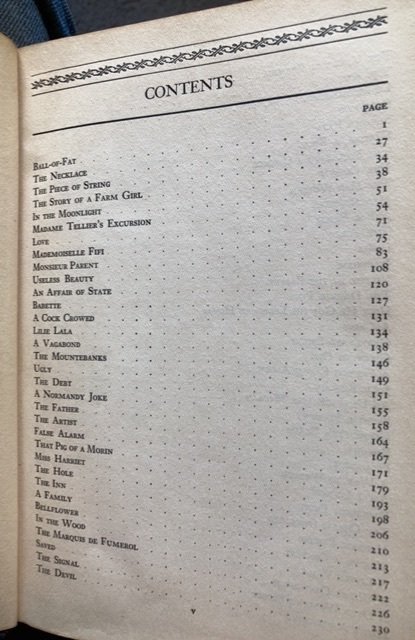 CONTENTS
PAGE
BALL-OF-FAT 1
THE NECKLACE 27
THE PIECE OF STRING 34
THE STORY OF A FARM GIRL 38
IN THE MOONLIGHT 51
MADAME TELLIER'S EXCURSION 54
LOVE 71
MADEMOISELLE FIFI 75
MONSIEUR PARENT 83
USELESS BEAUTY 108
AN AFFAIR OF STATE 120
BABETTE 127
A COCK CROWED 131
LILIE LALA 134
A VAGABOND 138
THE MOUNTEBANKS 146
UGLY 149
THE DEBT 151
A NORMANDY JOKE 155
THE FATHER 158
THE ARTIST 164
FALSE ALARM 167
THAT PIG OF A MORIN 171
MISS HARRIET 179
THE HOLE 193
THE INN 198
A FAMILY 206
BELLFLOWER 210
IN THE WOOD 213
THE MARQUIS DE FUMEROL 217
SAVED 222
THE SIGNAL 226
THE DEVIL 230
v